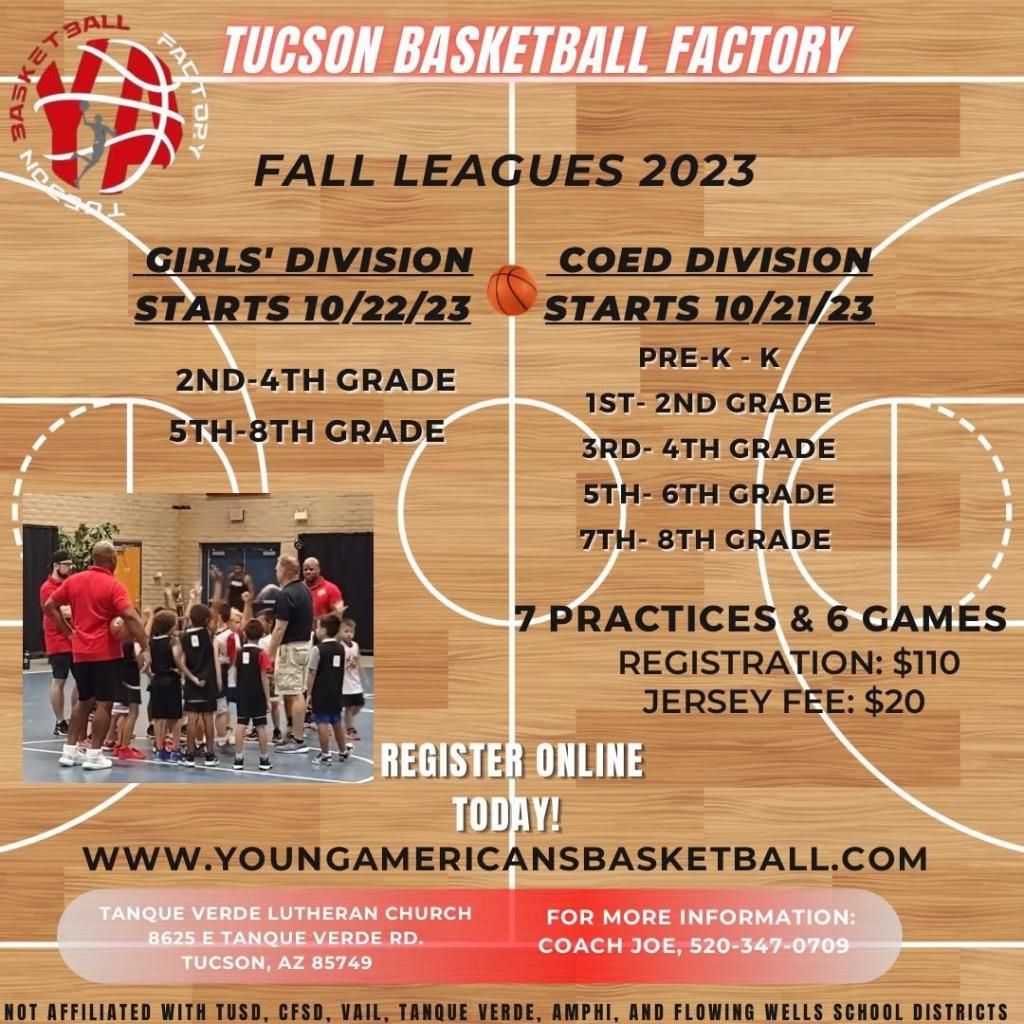 TUCSON BASKETBALL FACTORY
TUCSON BASKETBALL FACTORY
YA
FALL LEAGUES 2023
GIRLS' DIVISION
STARTS 10/22/23
2ND-4TH GRADE
5TH-8TH GRADE
COED DIVISION
STARTS 10/21/23
PRE-K - K
1ST- 2ND GRADE
3RD- 4TH GRADE
5TH- 6TH GRADE
7TH- 8TH GRADE
7 PRACTICES & 6 GAMES
REGISTRATION: $110
JERSEY FEE: $20
REGISTER ONLINE
TODAY!
WWW.YOUNGAMERICANSBASKETBALL.COM
TANQUE VERDE LUTHERAN CHURCH
8625 E TANQUE VERDE RD.
TUCSON, AZ 85749
FOR MORE INFORMATION:
COACH JOE, 520-347-0709
NOT AFFILIATED WITH TUSD, CFSD, VAIL, TANQUE VERDE, AMPHI, AND FLOWING WELLS SCHOOL DISTRICTS